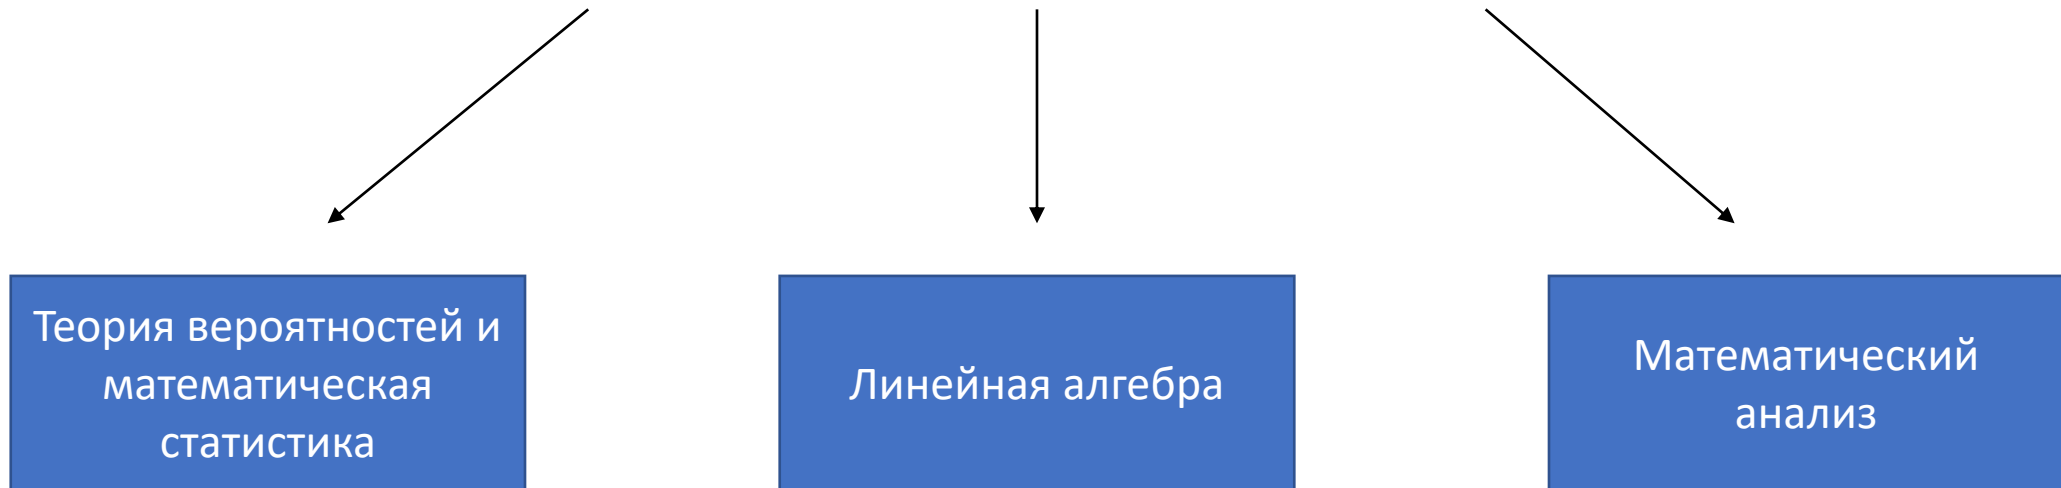 Теория вероятностей и
математическая
статистика
Линейная алгебра
Математический
анализ